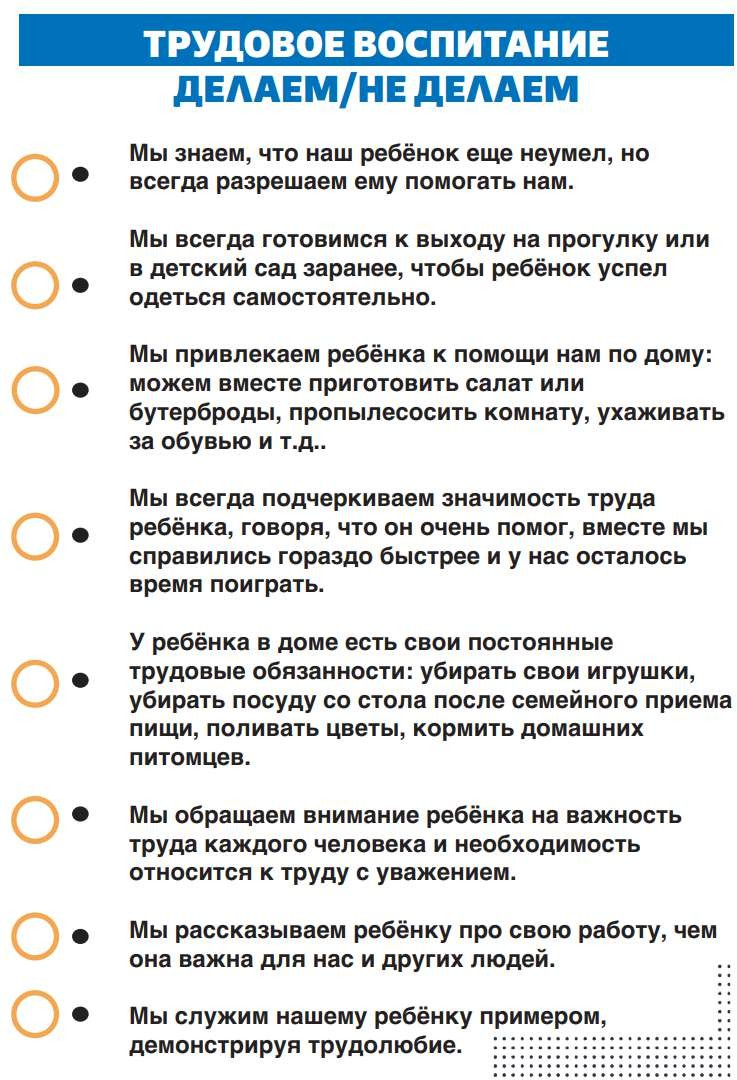 ТРУДОВОЕ ВОСПИТАНИЕ
ДЕЛАЕМ/НЕ ДЕЛАЕМ
Мы знаем, что наш ребёнок еще неумел, но
всегда разрешаем ему помогать нам.
Мы всегда готовимся к выходу на прогулку или
в детский сад заранее, чтобы ребёнок успел
одеться самостоятельно.
Мы привлекаем ребёнка к помощи нам по дому:
можем вместе приготовить салат или
бутерброды, пропылесосить комнату, ухаживать
за обувью и т.д..
Мы всегда подчеркиваем значимость труда
ребёнка, говоря, что он очень помог, вместе мы
справились гораздо быстрее и у нас осталось
время поиграть.
У ребёнка в доме есть свои постоянные
трудовые обязанности: убирать свои игрушки,
убирать посуду со стола после семейного приема
пищи, поливать цветы, кормить домашних
питомцев.
Мы обращаем внимание ребёнка на важность
труда каждого человека и необходимость
относится к труду с уважением.
Мы рассказываем ребёнку про свою работу, чем
она важна для нас и других людей.
Мы служим нашему ребёнку примером,
демонстрируя трудолюбие.